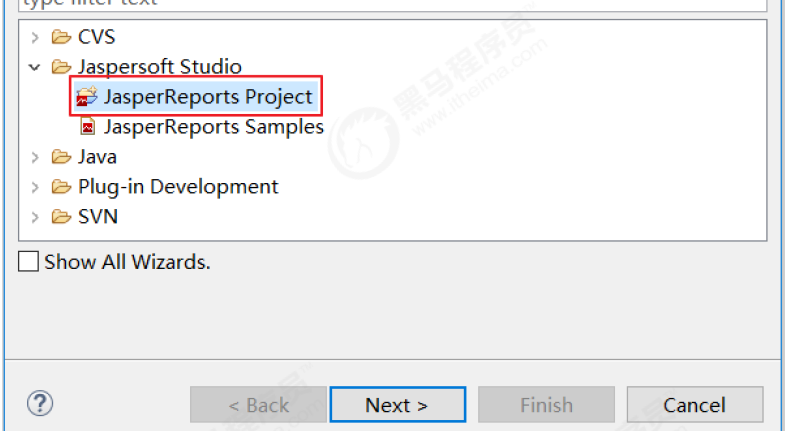 type filter text
CVS
Jaspersoft Studio
JasperReports Project
JasperReports Samples
Java
Plug-in Development
SVN
Show All Wizards.
< Back
Next >
Finish
Cancel
黑马程序员
www.itheima.com